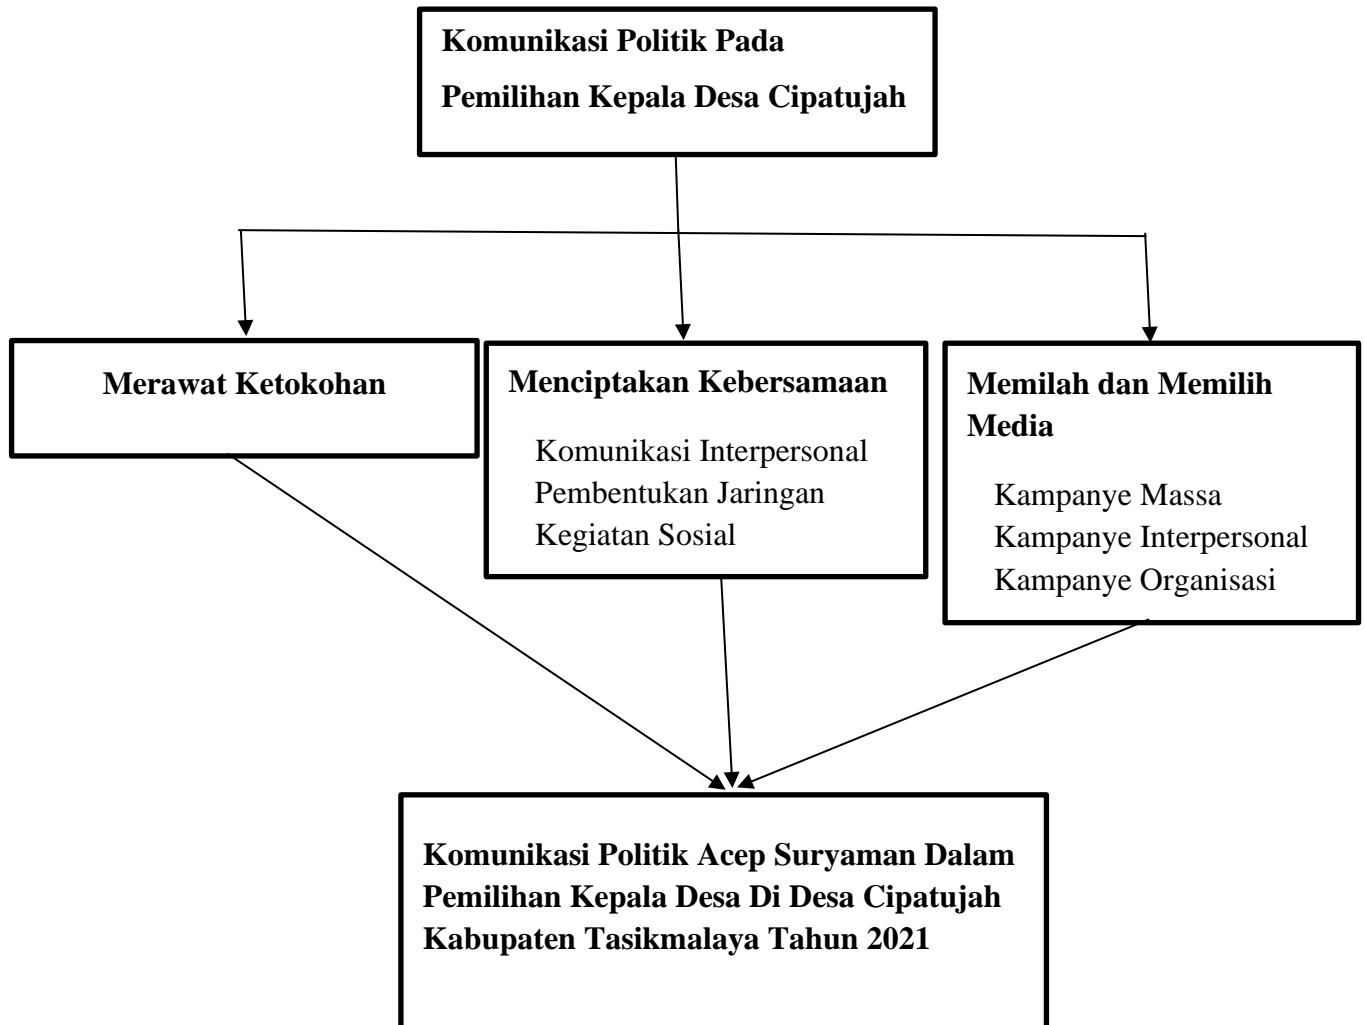 Komunikasi Politik Pada
Pemilihan Kepala Desa Cipatujah
Merawat Ketokohan
Menciptakan Kebersamaan
Komunikasi Interpersonal
Pembentukan Jaringan
Kegiatan Sosial
Memilah dan Memilih
Media
Kampanye Massa
Kampanye Interpersonal
Kampanye Organisasi
Komunikasi Politik Acep Suryaman Dalam
Pemilihan Kepala Desa Di Desa Cipatujah
Kabupaten Tasikmalaya Tahun 2021